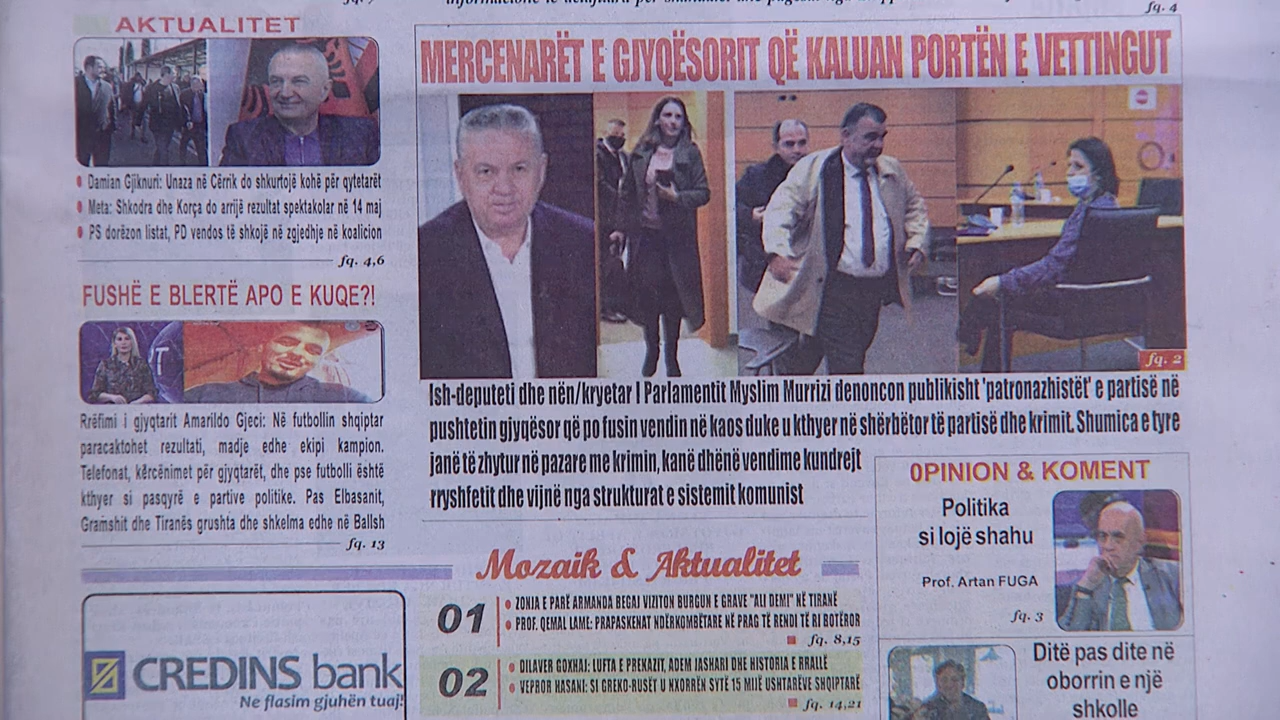 fq. 4
AKTUALITET
Damian Gjiknuri: Unaza në Cërrik do shkurtojë kohë për qytetarët
Meta: Shkodra dhe Korça do arrijë rezultat spektakolar në 14 maj
PS dorëzon listat, PD vendos të shkojë në zgjedhje në koalicion
fq. 4,6
FUSHË E BLERTË APO E KUQE?!
Rrëfimi i gjyqtarit Amarildo Gjeci: Në futbollin shqiptar
paracaktohet rezultati, madje edhe ekipi kampion.
Telefonat, kërcënimet për gjyqtarët, dhe pse futbolli është
kthyer si pasqyrë e partive politike. Pas Elbasanit,
Gramshit dhe Tiranës grushta dhe shkelma edhe në Ballsh
fq. 13
CREDINS bank
Ne flasim gjuhën tuaj!
MERCENARËT E GJYQËSORIT QË KALUAN PORTËN E VETTINGUT
fq. 2
Ish-deputeti dhe nën/kryetar I Parlamentit Myslim Murrizi denoncon publikisht 'patronazhistët' e partisë në
pushtetin gjyqësor që po fusin vendin në kaos duke u kthyer në shërbëtor të partisë dhe krimit. Shumica e tyre
janë të zhytur në pazare me krimin, kanë dhënë vendime kundrejt
rryshfetit dhe vijnë nga strukturat e sistemit komunist
Mozaik & Aktualitet
01
ZONJA E PARË ARMANDA BEGAJ VIZITON BURGUN E GRAVE "ALI DEMI" NË TIRANË
PROF. QEMAL LAME: PRAPASKENAT NDËRKOMBËTARE NË PRAG TË RENDI TË RI BOTËROR
fq. 8,15
02
DILAVER GOXHAJ: LUFTA E PREKAZIT, ADEM JASHARI DHE HISTORIA E RRALLË
VEPROR HASANI: SI GREKO-RUSËT U NXORRËN SYTË 15 MIJË USHTARËVE SHQIPTARË
fq. 14,21
OPINION & KOMENT
Politika
si lojë shahu
Prof. Artan FUGA
fq. 3
Ditë pas dite në
oborrin e një
shkolle